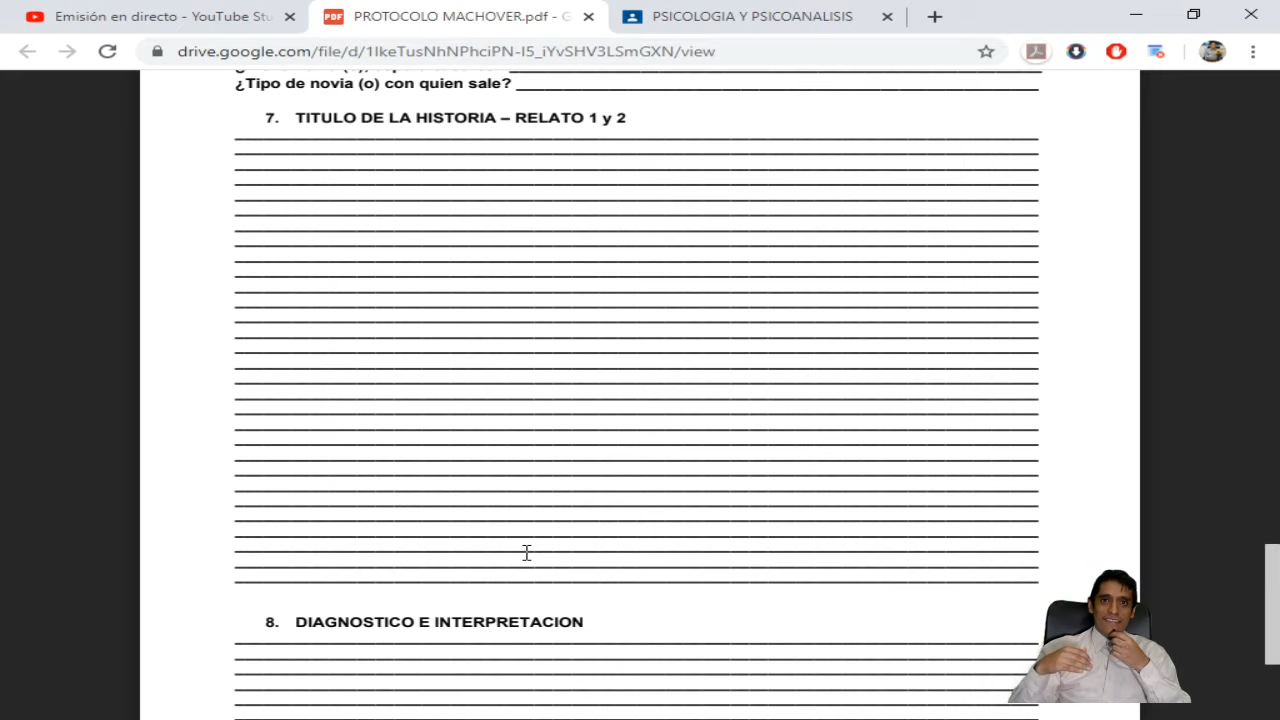 Emisión en directo - YouTube Stu
PROTOCOLO MACHOVER.pdf - G
PSICOLOGIA Y PSICOANALISIS
drive.google.com/file/d/1lkeTusNhNPhciPN-I5_iYvSHV3LSmGXN/view
¿Tipo de novia (o) con quien sale?
7. TITULO DE LA HISTORIA – RELATO 1 y 2
8. DIAGNOSTICO E INTERPRETACION